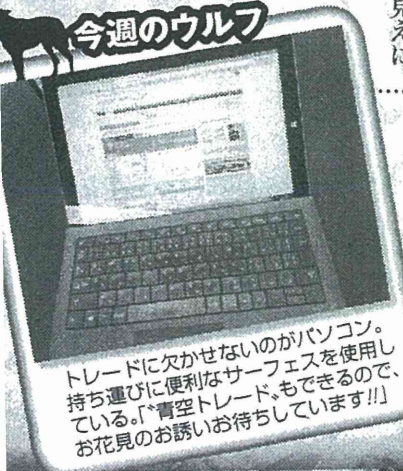 今週のウルフ
見えに
……
トレードに欠かせないのがパソコン。
持ち運びに便利なサーフェスを使用し
ている。「〝青空トレード〟もできるので、
お花見のお誘いお待ちしています!!」